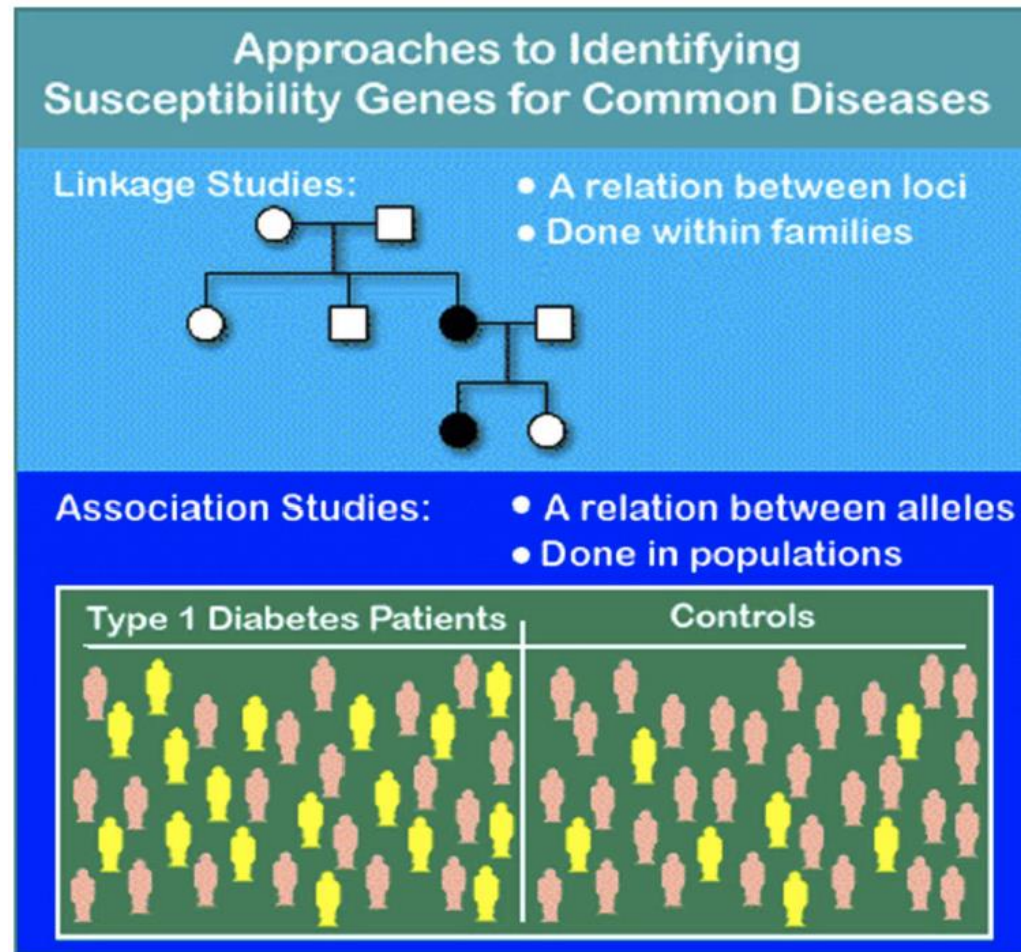 Approaches to Identifying
Susceptibility Genes for Common Diseases
Linkage Studies:
● A relation between loci
● Done within families
Association Studies:
● A relation between alleles
● Done in populations
Type 1 Diabetes Patients
Controls